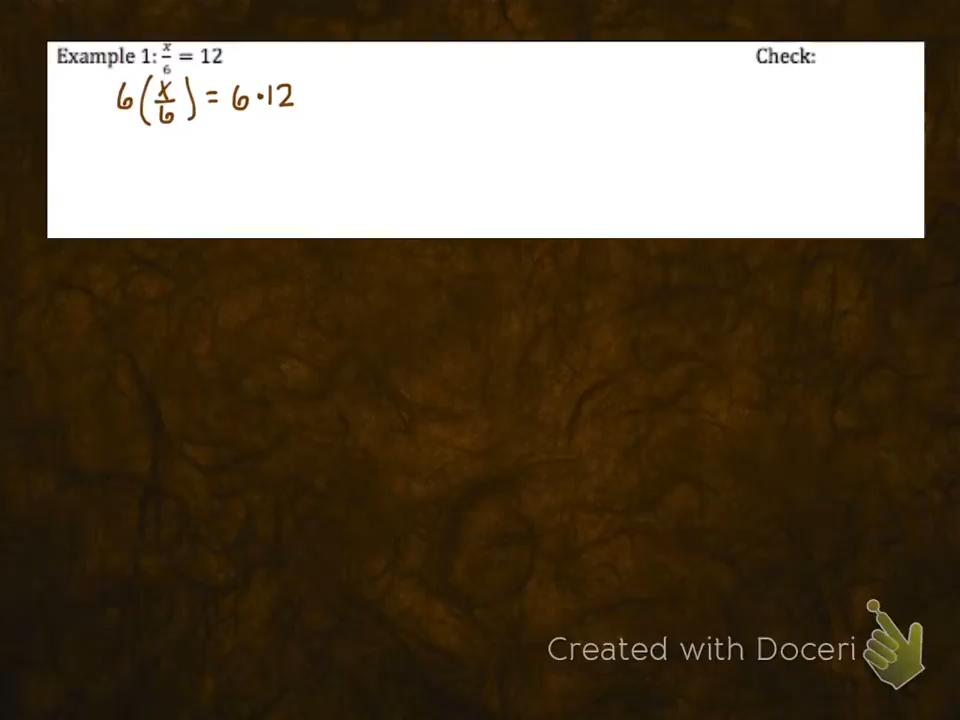 Example 1: x/6 = 12 Check:
6(x/6) = 6·12
Created with Doceri